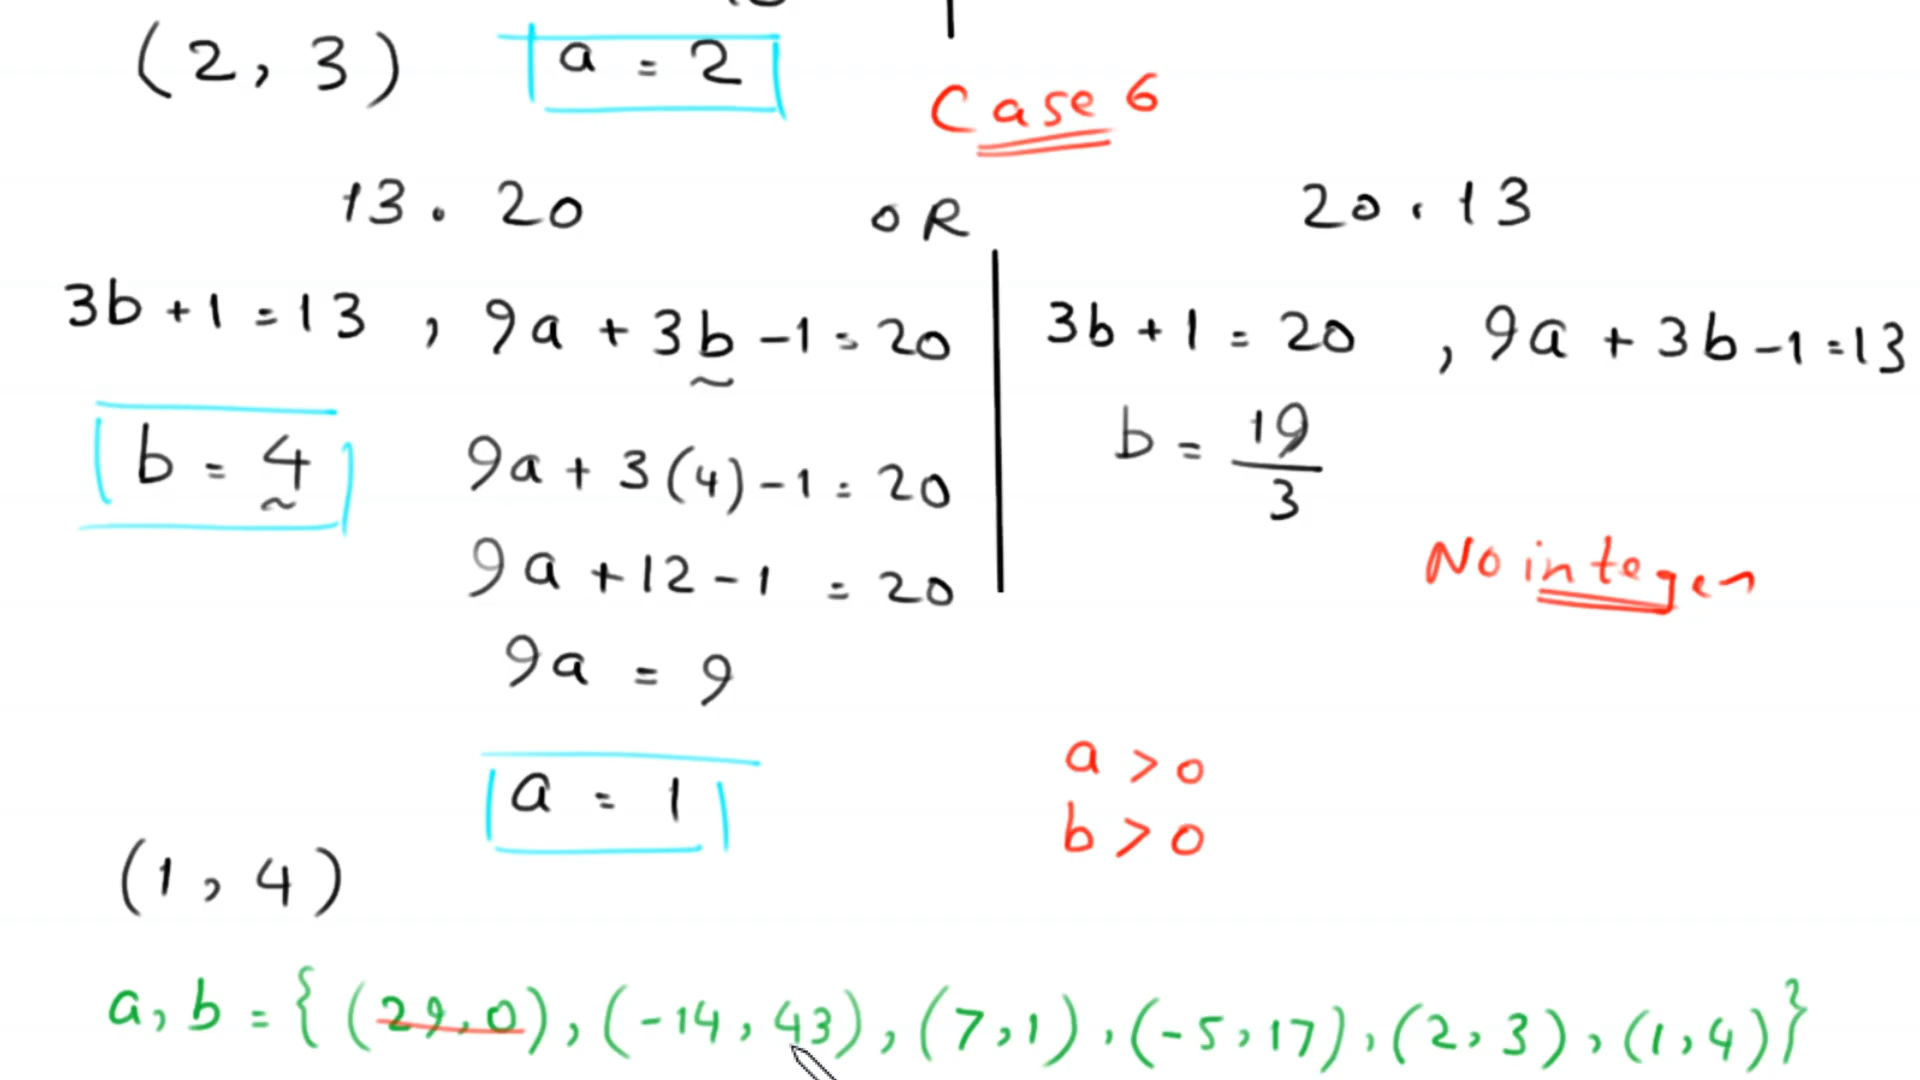 (2, 3) a = 2
Case 6
13 . 20 OR 20 . 13
3b + 1 = 13 , 9a + 3b - 1 = 20
3b + 1 = 20 , 9a + 3b - 1 = 13
b = 4 9a + 3(4) - 1 = 20
b = 19/3
9a + 12 - 1 = 20
No integer
9a = 9
a = 1
a > 0
b > 0
(1, 4)
a, b = { (29, 0), (-14, 43), (7, 1), (-5, 17), (2, 3), (1, 4) }